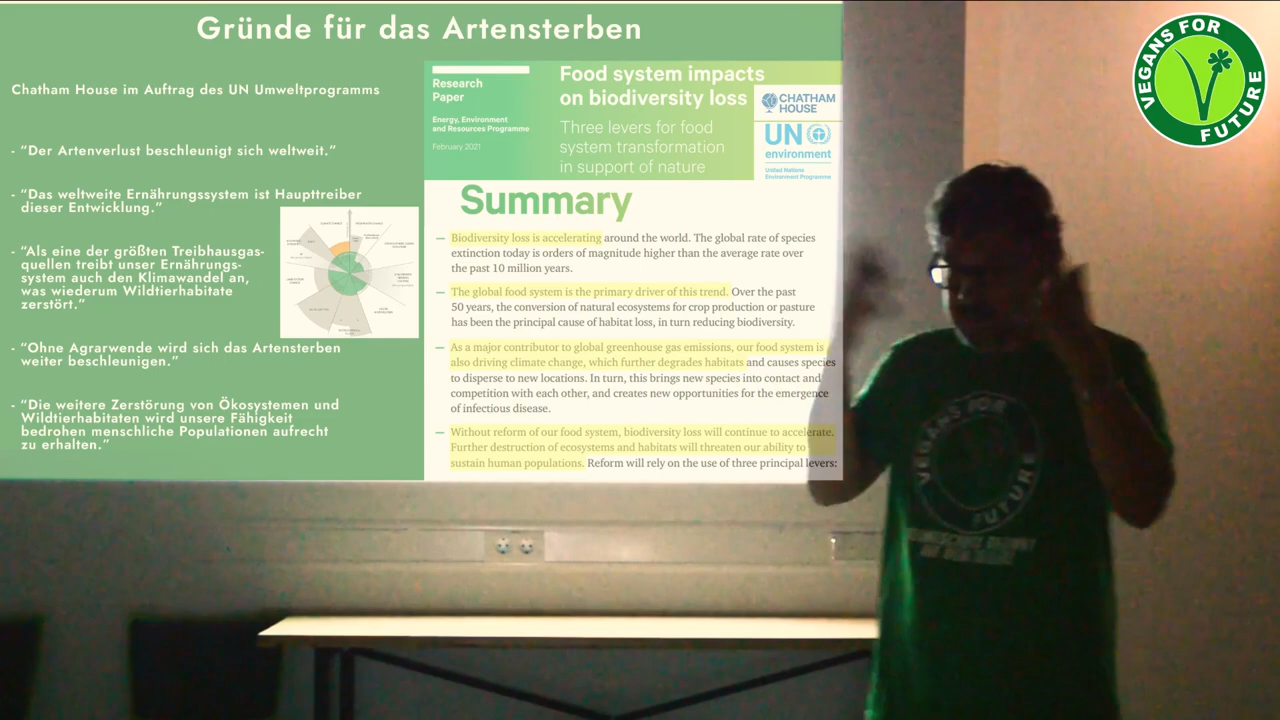 Gründe für das Artensterben
Chatham House im Auftrag des UN Umweltprogramms
- “Der Artenverlust beschleunigt sich weltweit.”
- “Das weltweite Ernährungssystem ist Haupttreiber
dieser Entwicklung.”
- “Als eine der größten Treibhausgas-
quellen treibt unser Ernährungs-
system auch den Klimawandel an,
was wiederum Wildtierhabitate
zerstört.“
- “Ohne Agrarwende wird sich das Artensterben
weiter beschleunigen.”
- “Die weitere Zerstörung von Ökosystemen und
Wildtierhabitaten wird unsere Fähigkeit
bedrohen menschliche Populationen aufrecht
zu erhalten.”
Research
Paper
Energy, Environment
and Resources Programme
February 2021
Food system impacts
on biodiversity loss
Three levers for food
system transformation
in support of nature
CHATHAM
HOUSE
UN
environment
United Nations
Environment Programme
Summary
— Biodiversity loss is accelerating around the world. The global rate of species
extinction today is orders of magnitude higher than the average rate over
the past 10 million years.
— The global food system is the primary driver of this trend. Over the past
50 years, the conversion of natural ecosystems for crop production or pasture
has been the principal cause of habitat loss, in turn reducing biodiversity.
— As a major contributor to global greenhouse gas emissions, our food system is
also driving climate change, which further degrades habitats and causes species
to disperse to new locations. In turn, this brings new species into contact and
competition with each other, and creates new opportunities for the emergence
of infectious disease.
— Without reform of our food system, biodiversity loss will continue to accelerate.
Further destruction of ecosystems and habitats will threaten our ability to
sustain human populations. Reform will rely on the use of three principal levers:
VEGANS FOR
FUTURE
VEGANS FOR
FUTURE